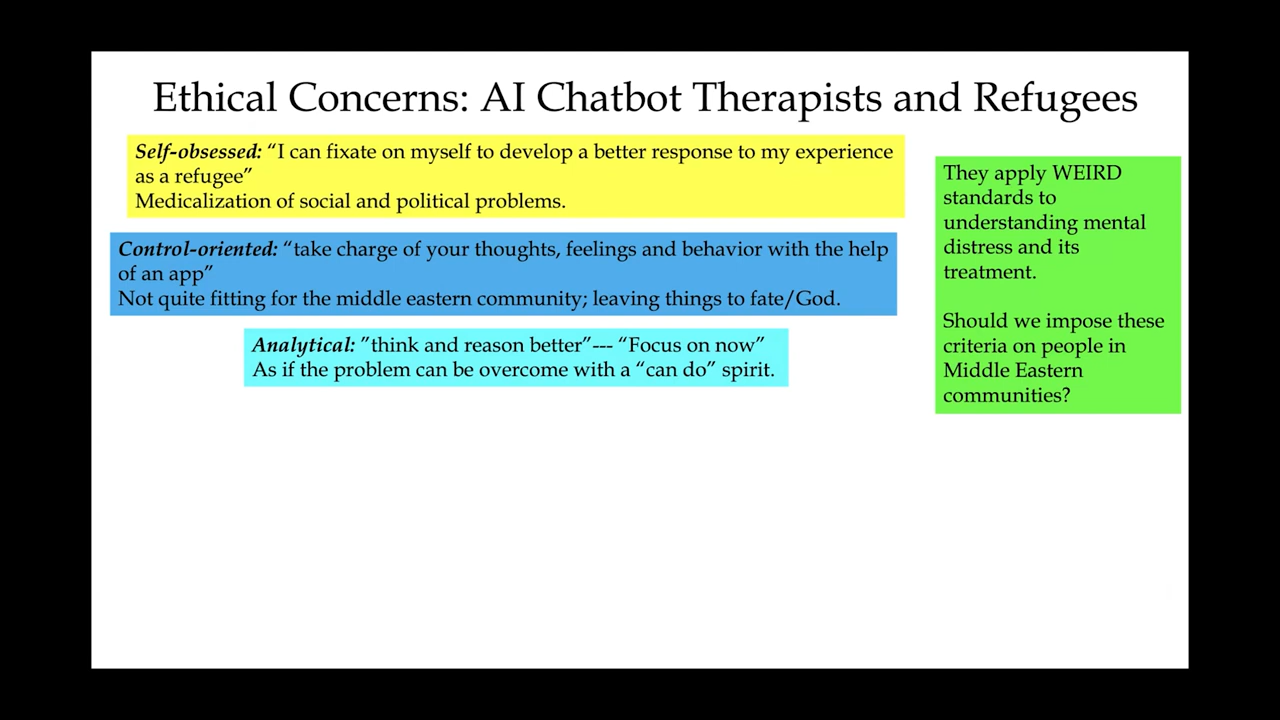 Ethical Concerns: AI Chatbot Therapists and Refugees
Self-obsessed: “I can fixate on myself to develop a better response to my experience
as a refugee”
Medicalization of social and political problems.
Control-oriented: “take charge of your thoughts, feelings and behavior with the help
of an app”
Not quite fitting for the middle eastern community; leaving things to fate/God.
Analytical: ”think and reason better”--- “Focus on now”
As if the problem can be overcome with a “can do” spirit.
They apply WEIRD
standards to
understanding mental
distress and its
treatment.
Should we impose these
criteria on people in
Middle Eastern
communities?